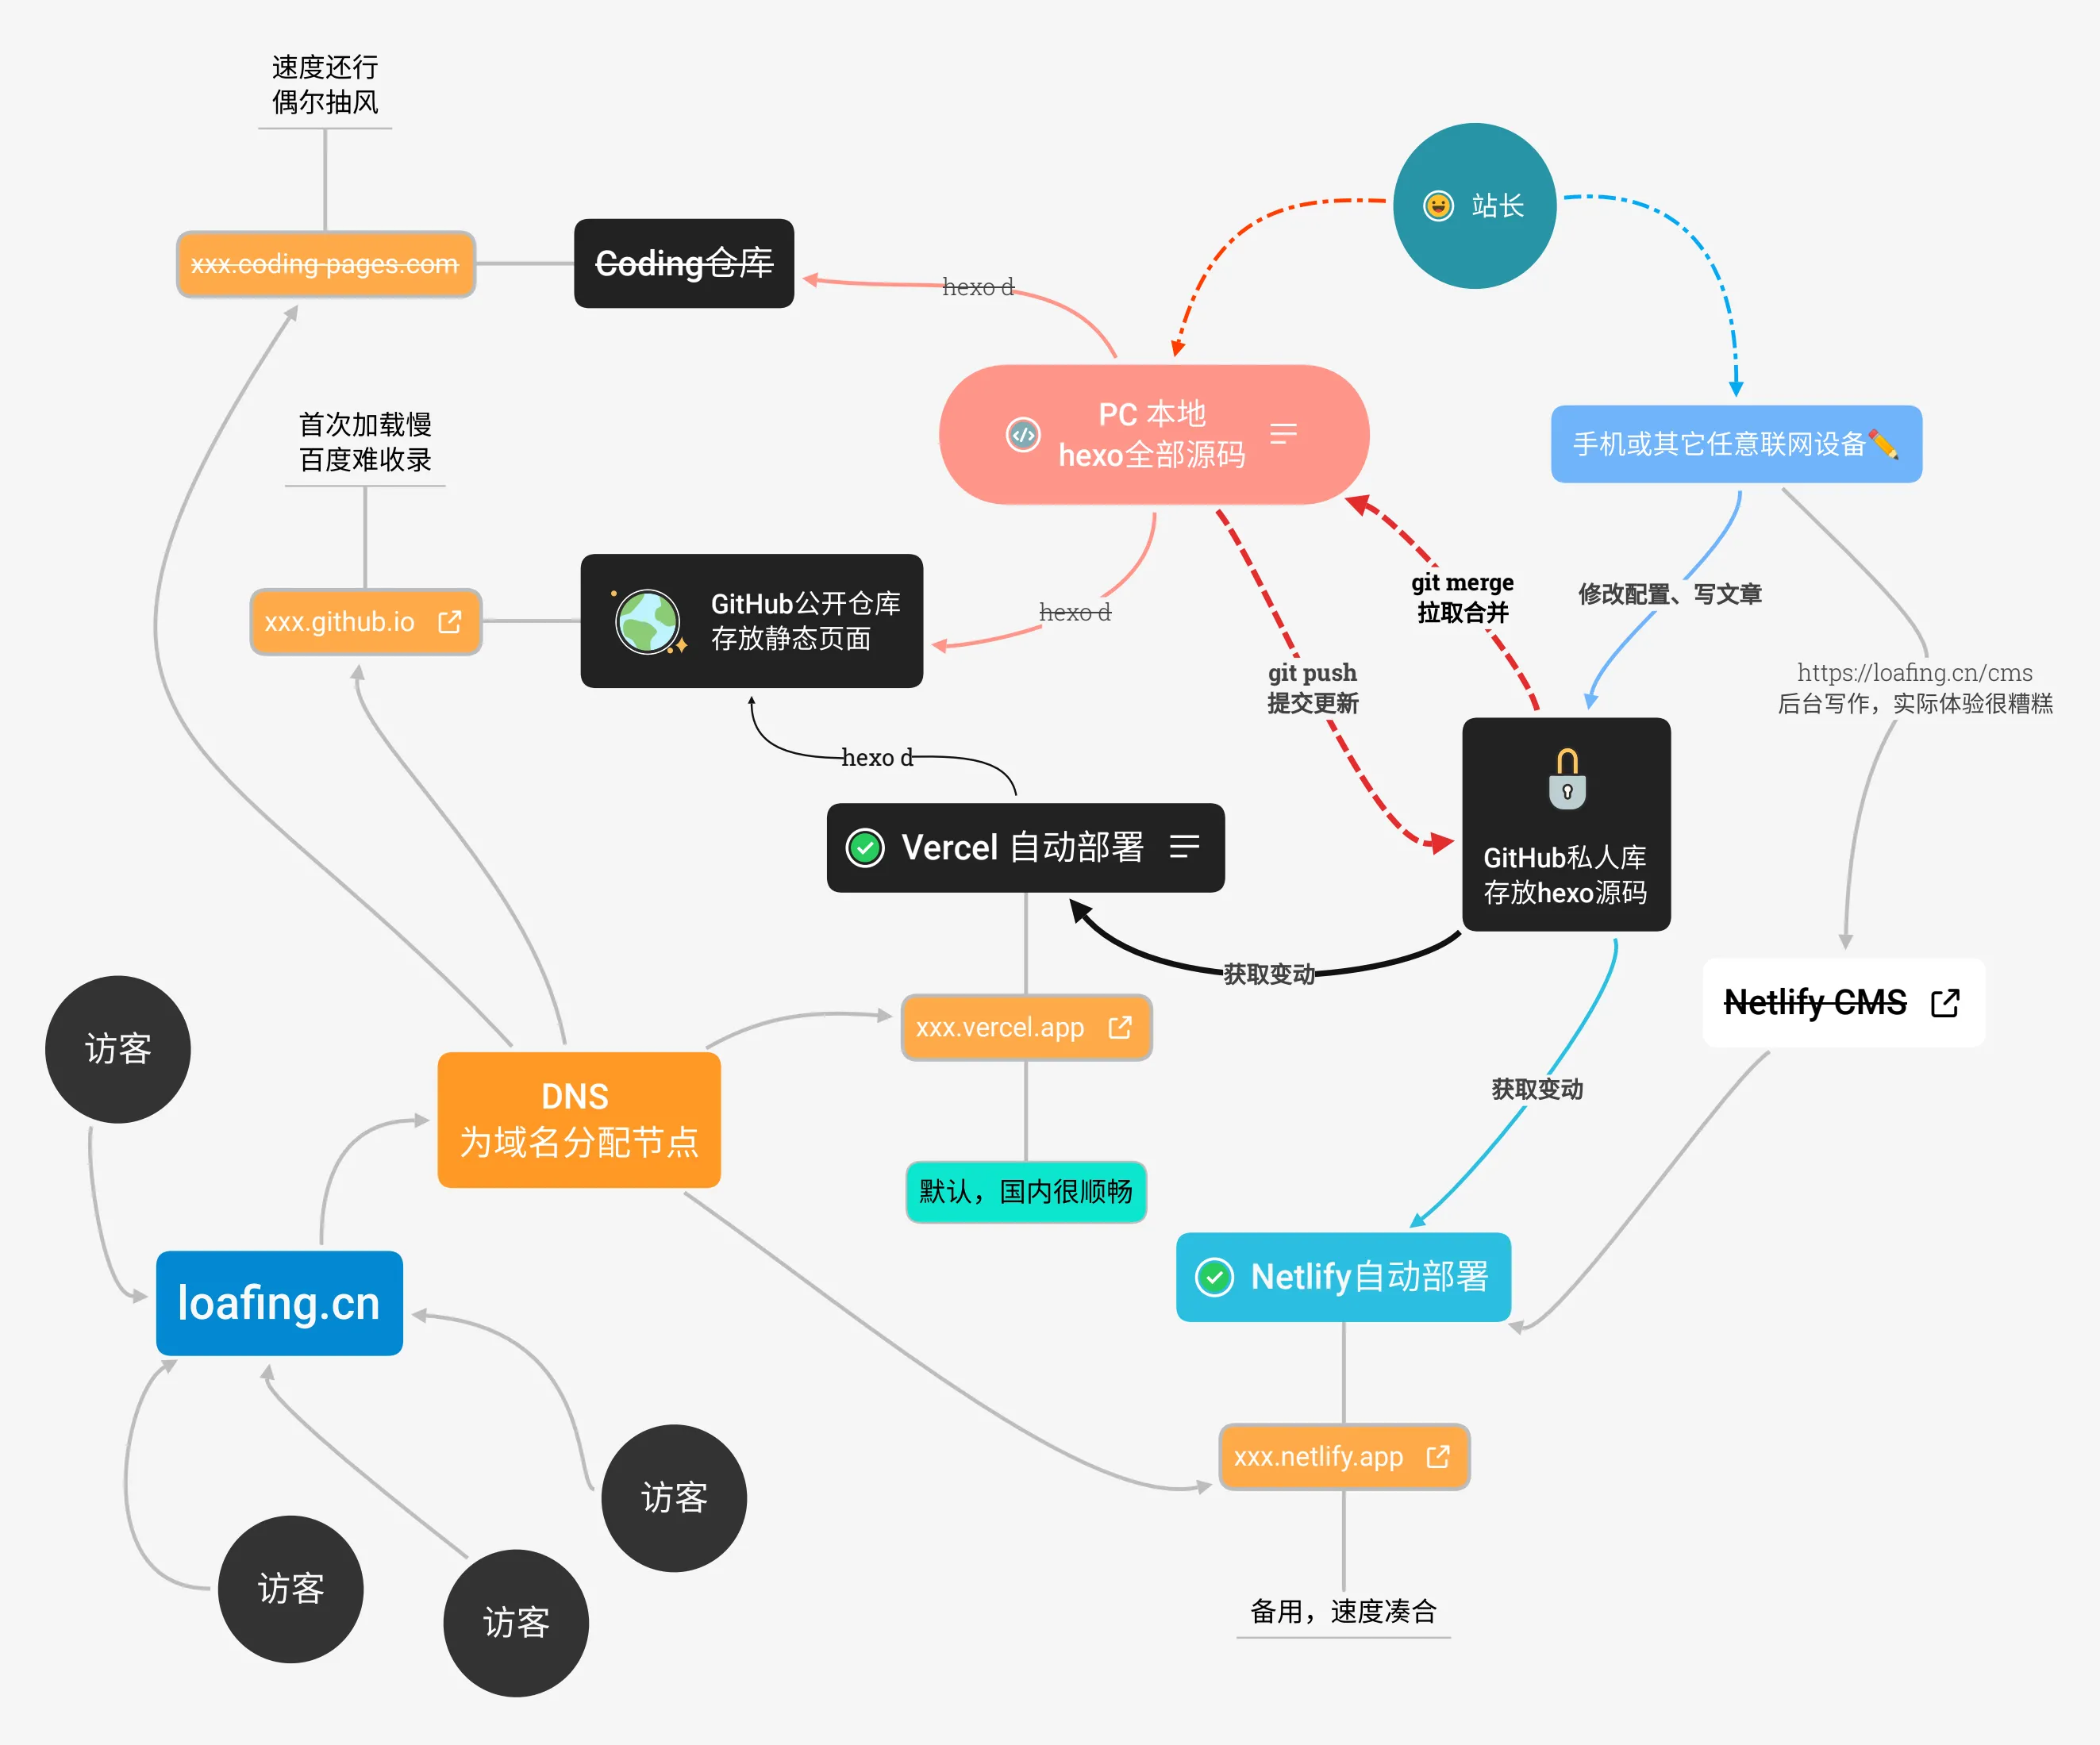 速度还行
偶尔抽风
站长
xxx.coding-pages.com
Coding仓库
hexo d
PC 本地
hexo全部源码
手机或其它任意联网设备✏️
首次加载慢
百度难收录
xxx.github.io
GitHub公开仓库
存放静态页面
hexo d
git merge
拉取合并
修改配置、写文章
git push
提交更新
https://loafing.cn/cms
后台写作，实际体验很糟糕
hexo d
Vercel 自动部署
GitHub私人库
存放hexo源码
获取变动
Netlify CMS
xxx.vercel.app
访客
DNS
为域名分配节点
获取变动
默认，国内很顺畅
loafing.cn
Netlify自动部署
xxx.netlify.app
访客
访客
访客
备用，速度凑合